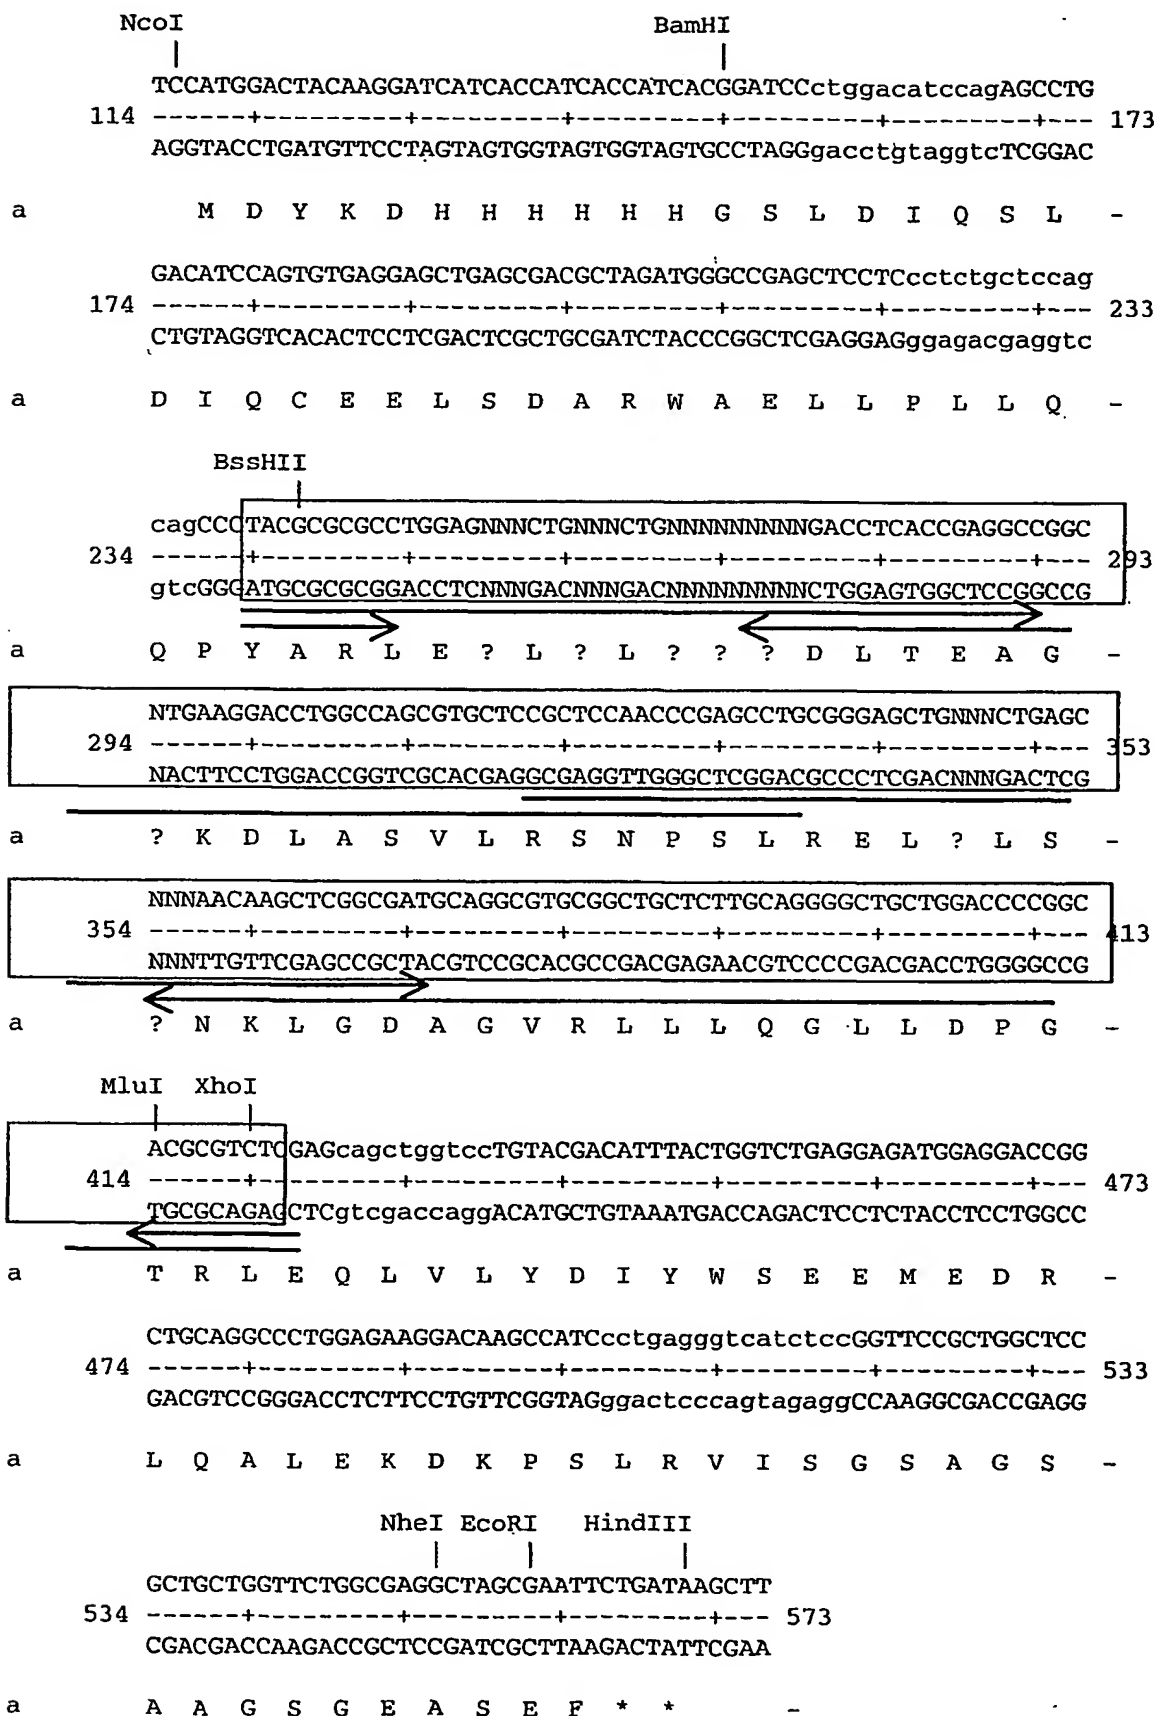 NcoI BamHI
TCCATGGACTACAAGGATCATCACCATCACCATCACGGATCCctggacatccagAGCCTG
114 ------+---------+---------+---------+---------+---------+--- 173
AGGTACCTGATGTTCCTAGTAGTGGTAGTGGTAGTGCCTAGGgacctgtaggtcTCGGAC
a M D Y K D H H H H H H G S L D I Q S L -
GACATCCAGTGTGAGGAGCTGAGCGACGCTAGATGGGCCGAGCTCCTCcctctgctccag
174 ------+---------+---------+---------+---------+---------+--- 233
CTGTAGGTCACACTCCTCGACTCGCTGCGATCTACCCGGCTCGAGGAGggagacgaggtc
a D I Q C E E L S D A R W A E L L P L L Q -
BssHII
cagCCCTACGCGCGCCTGGAGNNNCTGNNNCTGNNNNNNNNNGACCTCACCGAGGCCGGC
234 ------+---------+---------+---------+---------+---------+--- 293
gtcGGGATGCGCGCGGACCTCNNNGACNNNGACNNNNNNNNNCTGGAGTGGCTCCGGCCG
a Q P Y A R L E ? L ? L ? ? ? D L T E A G -
NTGAAGGACCTGGCCAGCGTGCTCCGCTCCAACCCGAGCCTGCGGGAGCTGNNNCTGAGC
294 ------+---------+---------+---------+---------+---------+--- 353
NACTTCCTGGACCGGTCGCACGAGGCGAGGTTGGGCTCGGACGCCCTCGACNNNGACTCG
a ? K D L A S V L R S N P S L R E L ? L S -
NNNAACAAGCTCGGCGATGCAGGCGTGCGGCTGCTCTTGCAGGGGCTGCTGGACCCCGGC
354 ------+---------+---------+---------+---------+---------+--- 413
NNNTTGTTCGAGCCGCTACGTCCGCACGCCGACGAGAACGTCCCCGACGACCTGGGGCCG
a ? N K L G D A G V R L L L Q G L L D P G -
MluI XhoI
ACGCGTCTCGAGcagctggtccTGTACGACATTTACTGGTCTGAGGAGATGGAGGACCGG
414 ------+---------+---------+---------+---------+---------+--- 473
TGCGCAGAGCTCgtcgaccaggACATGCTGTAAATGACCAGACTCCTCTACCTCCTGGCC
a T R L E Q L V L Y D I Y W S E E M E D R -
CTGCAGGCCCTGGAGAAGGACAAGCCATCcctgagggtcatctccGGTTCCGCTGGCTCC
474 ------+---------+---------+---------+---------+---------+--- 533
GACGTCCGGGACCTCTTCCTGTTCGGTAGggactcccagtagaggCCAAGGCGACCGAGG
a L Q A L E K D K P S L R V I S G S A G S -
NheI EcoRI HindIII
GCTGCTGGTTCTGGCGAGGCTAGCGAATTCTGATAAGCTT
534 ------+---------+---------+---------+--- 573
CGACGACCAAGACCGCTCCGATCGCTTAAGACTATTCGAA
a A A G S G E A S E F * * -